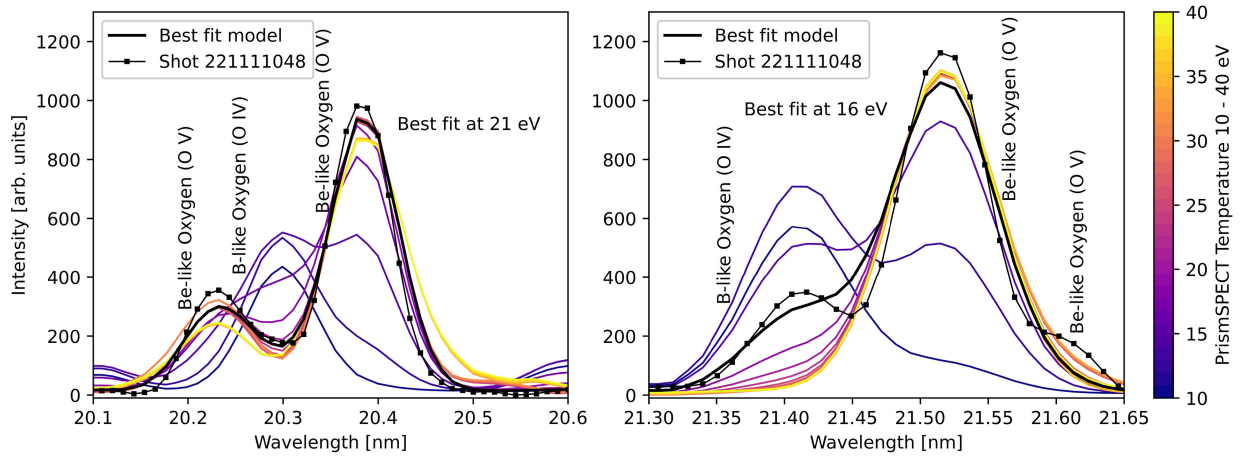 Best fit model
Shot 221111048
Best fit at 21 eV
Be-like Oxygen (O V)
B-like Oxygen (O IV)
Be-like Oxygen (O V)
Intensity [arb. units]
1200
1000
800
600
400
200
0
20.1
20.2
20.3
20.4
20.5
20.6
Wavelength [nm]
Best fit model
Shot 221111048
Best fit at 16 eV
B-like Oxygen (O IV)
Be-like Oxygen (O V)
Be-like Oxygen (O V)
1200
1000
800
600
400
200
0
21.30
21.35
21.40
21.45
21.50
21.55
21.60
21.65
Wavelength [nm]
40
35
30
25
20
15
10
PrismSPECT Temperature 10 - 40 eV